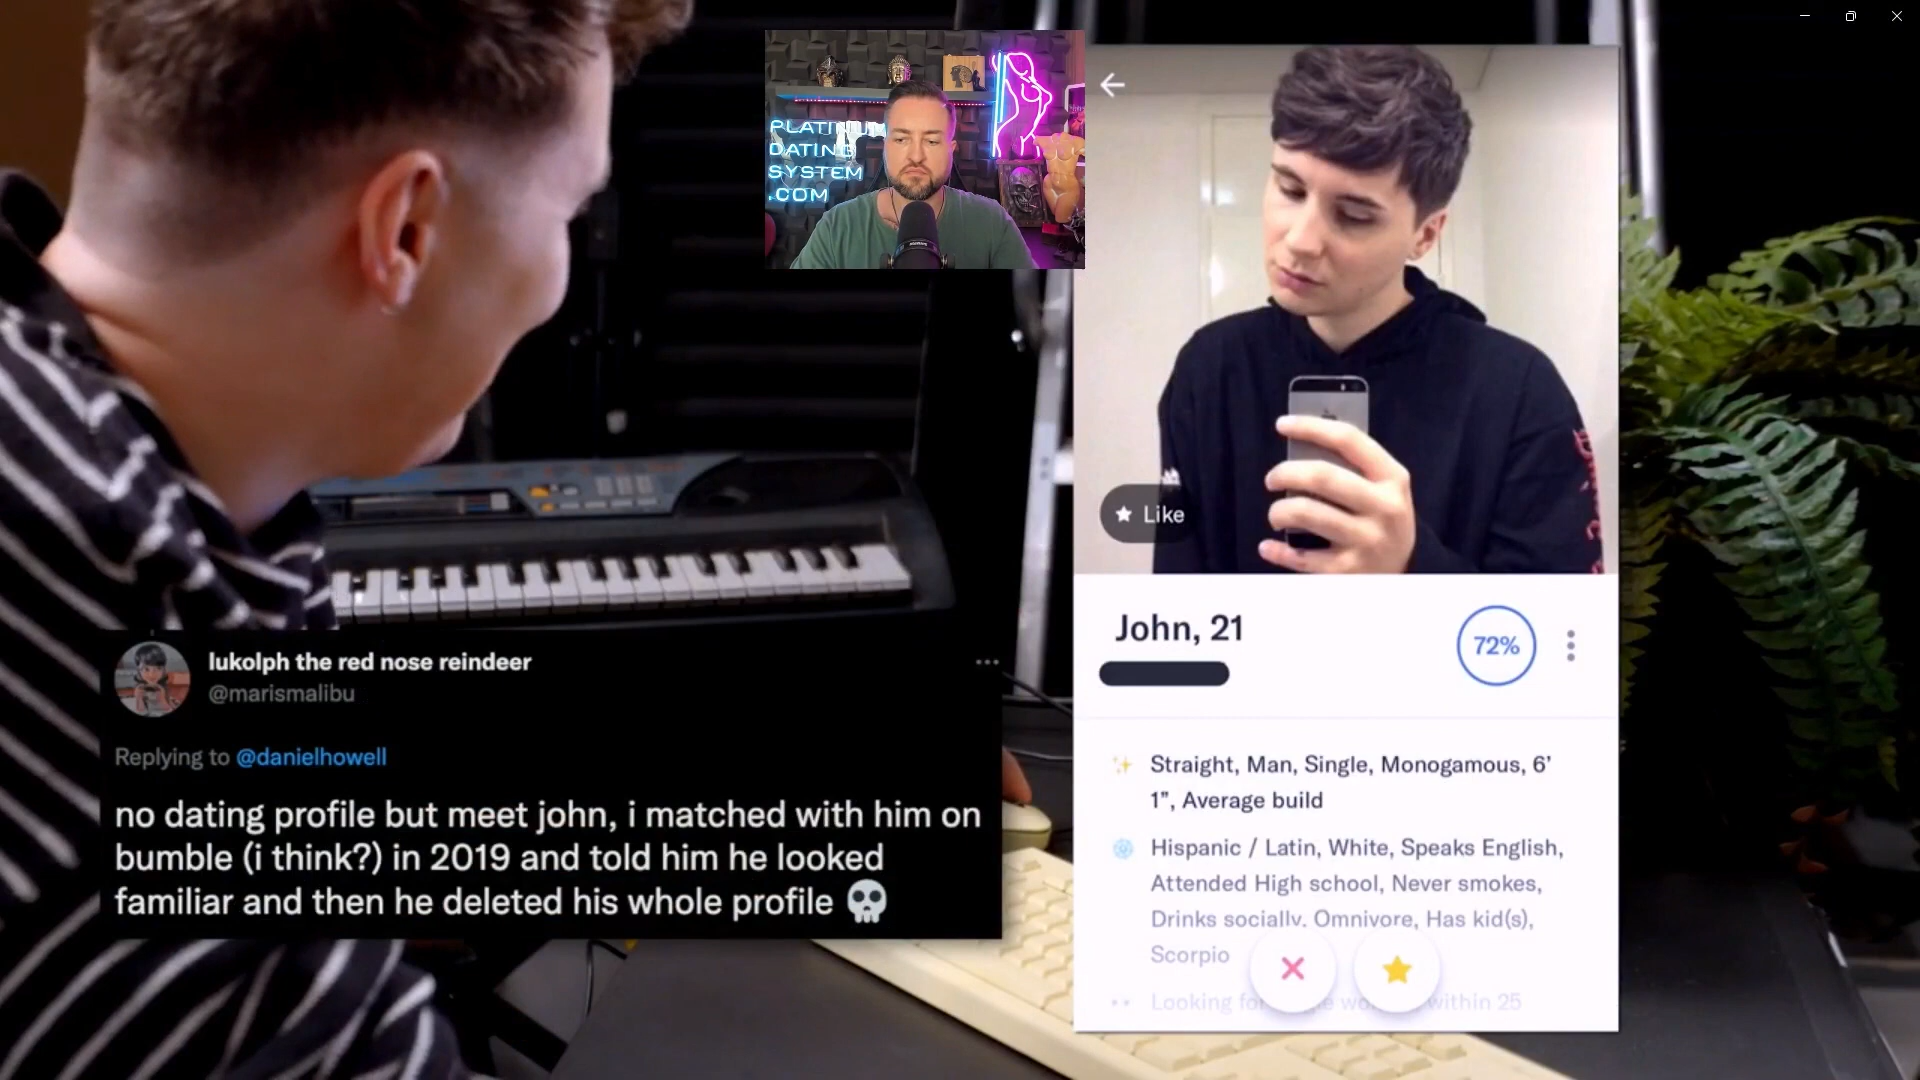 PLATINUM
DATING
SYSTEM
.COM
Like
John, 21
72%
Straight, Man, Single, Monogamous, 6’
1”, Average build
Hispanic / Latin, White, Speaks English,
Attended High school, Never smokes,
Drinks socially, Omnivore, Has kid(s),
Scorpio
Looking for within 25
lukolph the red nose reindeer
@marismalibu
Replying to @danielhowell
no dating profile but meet john, i matched with him on
bumble (i think?) in 2019 and told him he looked
familiar and then he deleted his whole profile 💀